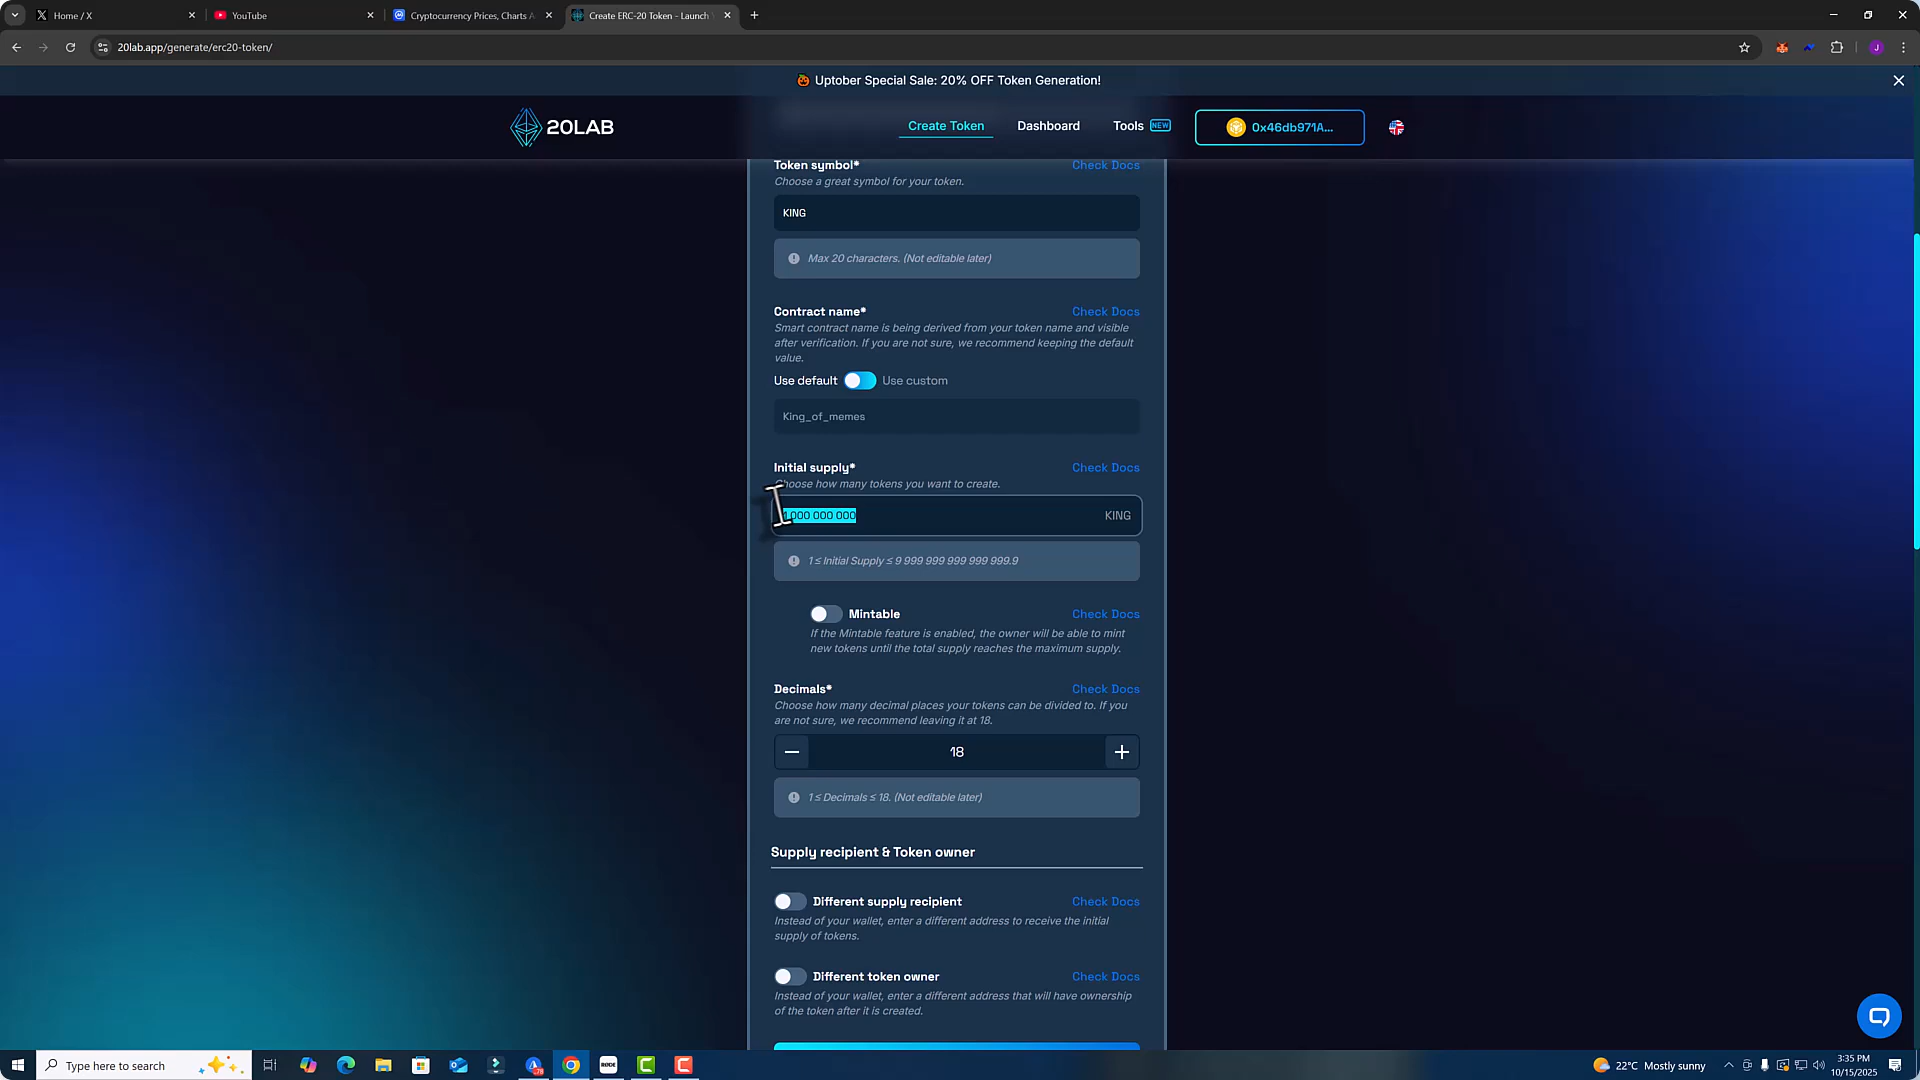 Home / X
YouTube
Cryptocurrency Prices, Charts A
Create ERC-20 Token - Launch
20lab.app/generate/erc20-token/
J
🎃 Uptober Special Sale: 20% OFF Token Generation!
20LAB
Create Token
Dashboard
Tools NEW
0x46db971A...
Token symbol*
Check Docs
Choose a great symbol for your token.
KING
Max 20 characters. (Not editable later)
Contract name*
Check Docs
Smart contract name is being derived from your token name and visible
after verification. If you are not sure, we recommend keeping the default
value.
Use default
Use custom
King_of_memes
Initial supply*
Check Docs
Choose how many tokens you want to create.
1 000 000 000
KING
1 ≤ Initial Supply ≤ 9 999 999 999 999 999.9
Mintable
Check Docs
If the Mintable feature is enabled, the owner will be able to mint
new tokens until the total supply reaches the maximum supply.
Decimals*
Check Docs
Choose how many decimal places your tokens can be divided to. If you
are not sure, we recommend leaving it at 18.
18
1 ≤ Decimals ≤ 18. (Not editable later)
Supply recipient & Token owner
Different supply recipient
Check Docs
Instead of your wallet, enter a different address to receive the initial
supply of tokens.
Different token owner
Check Docs
Instead of your wallet, enter a different address that will have ownership
of the token after it is created.
Type here to search
RØDE
22°C Mostly sunny
3:35 PM
10/15/2025